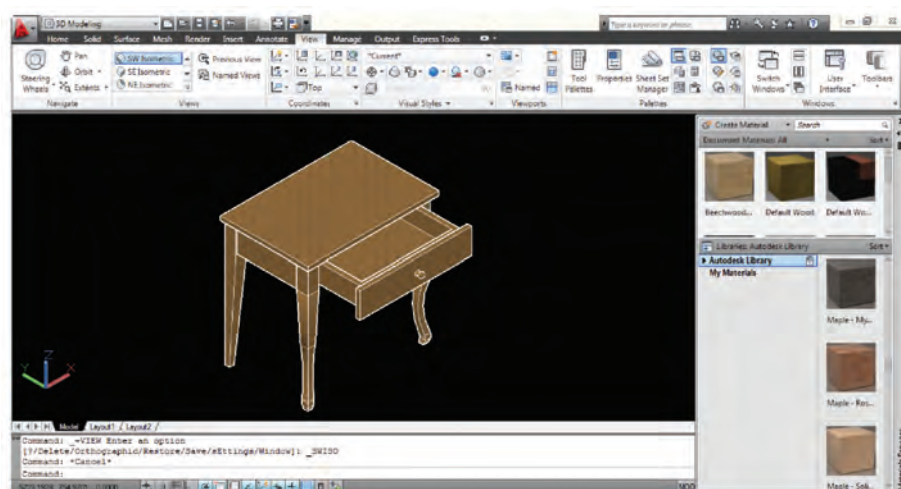 3D Modeling
Type a keyword or phrase
Home Solid Surface Mesh Render Insert Annotate View Manage Output Express Tools
Steering Wheels
Pan
Orbit
Extents
SW Isometric
SE Isometric
NE Isometric
Previous View
Named Views
Top
*Current*
Named
Tool Palettes
Properties
Sheet Set Manager
Switch Windows
User Interface
Toolbars
Navigate Views Coordinates Visual Styles Viewports Palettes Windows
Create Material Search
Document Materials: All Sort
Beechwood... Default Wood Default Wo...
Libraries: Autodesk Library Sort
Autodesk Library
My Materials
Maple - My...
Maple - Ros...
Maple - Soli...
Z
Y X
Model Layout1 Layout2
Command: _-VIEW Enter an option
[?/Delete/Orthographic/Restore/Save/sEttings/Window]: _SWISO
Command: *Cancel*
Command: